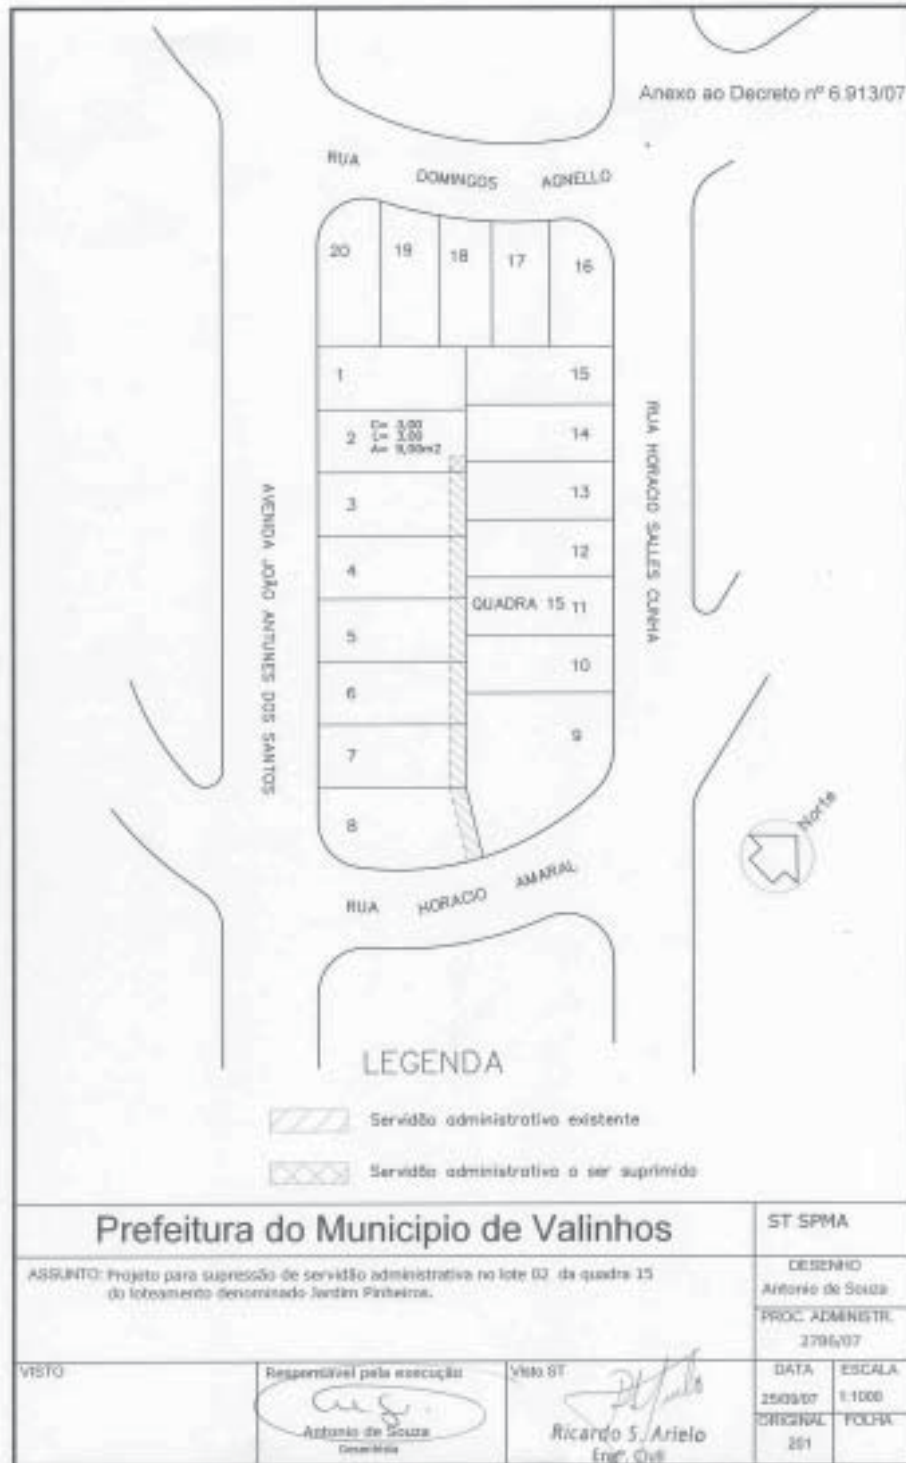 Anexo ao Decreto nº 6.913/07
RUA DOMINGOS AGNELLO
20 19 18 17 16
1 15
2 C= 3,00
L= 3,00
A= 9,00m2
14
3 13
4 12
5 QUADRA 15 11
6 10
7 9
8
AVENIDA JOÃO ANTUNES DOS SANTOS
RUA HORACIO SALLES CUNHA
RUA HORACIO AMARAL
Norte
LEGENDA
Servidão administrativa existente
Servidão administrativa a ser suprimida
Prefeitura do Municipio de Valinhos
ST SPMA
ASSUNTO: Projeto para supressão de servidão administrativa no lote 02 da quadra 15
do loteamento denominado Jardim Pinheiros.
DESENHO
Antonio de Souza
PROC. ADMINISTR.
2786/07
VISTO
Responsável pela execução
Antonio de Souza
Desenhista
Visto ST
Ricardo S. Arielo
Engº. Civil
DATA
25/09/07
ESCALA
1:1000
ORIGINAL
201
FOLHA